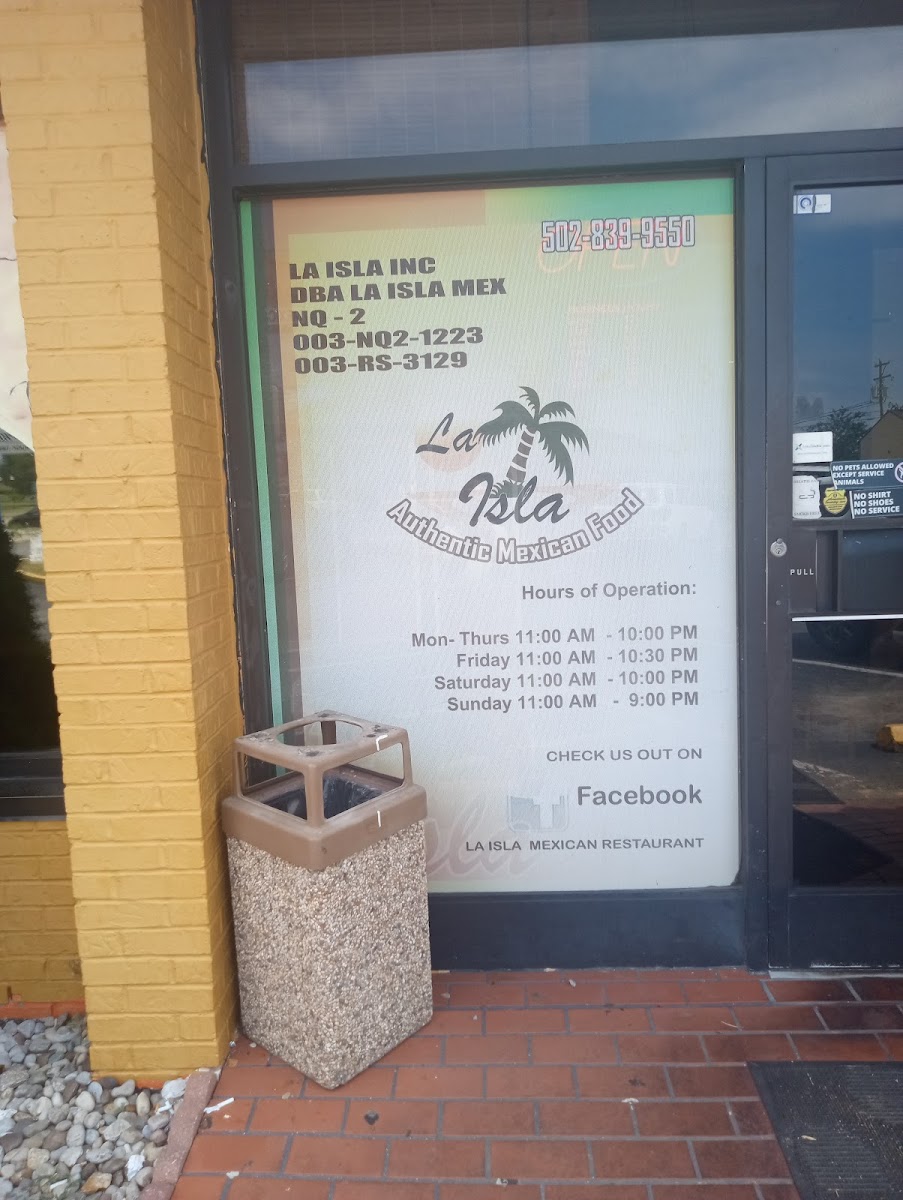 502-839-9550
OPEN
LA ISLA INC
DBA LA ISLA MEX
NQ - 2
003-NQ2-1223
003-RS-3129
La
Isla
Authentic Mexican Food
Hours of Operation:
Mon- Thurs 11:00 AM - 10:00 PM
Friday 11:00 AM - 10:30 PM
Saturday 11:00 AM - 10:00 PM
Sunday 11:00 AM - 9:00 PM
CHECK US OUT ON
Facebook
LA ISLA MEXICAN RESTAURANT
Isla
NO PETS ALLOWED
EXCEPT SERVICE
ANIMALS
NO SHIRT
NO SHOES
NO SERVICE
PULL